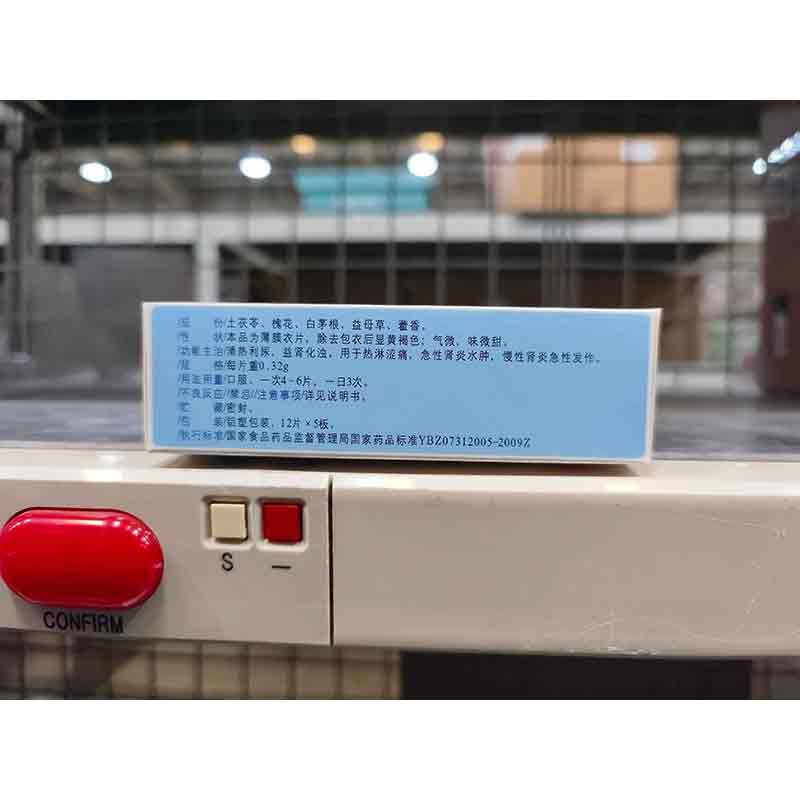 /成　　份/土茯苓、槐花、白茅根、益母草、藿香。
/性　　状/本品为薄膜衣片，除去包衣后显黄褐色；气微，味微甜。
/功能主治/清热利尿，益肾化浊，用于热淋涩痛，急性肾炎水肿，慢性肾炎急性发作。
/规　　格/每片重0.32g
/用法用量/口服。一次4-6片，一日3次。
/不良反应//禁忌//注意事项/详见说明书。
/贮　　藏/密封。
/包　　装/铝塑包装，12片×5板。
/执行标准/国家食品药品监督管理局国家药品标准YBZ07312005-2009Z
S
—
CONFIRM